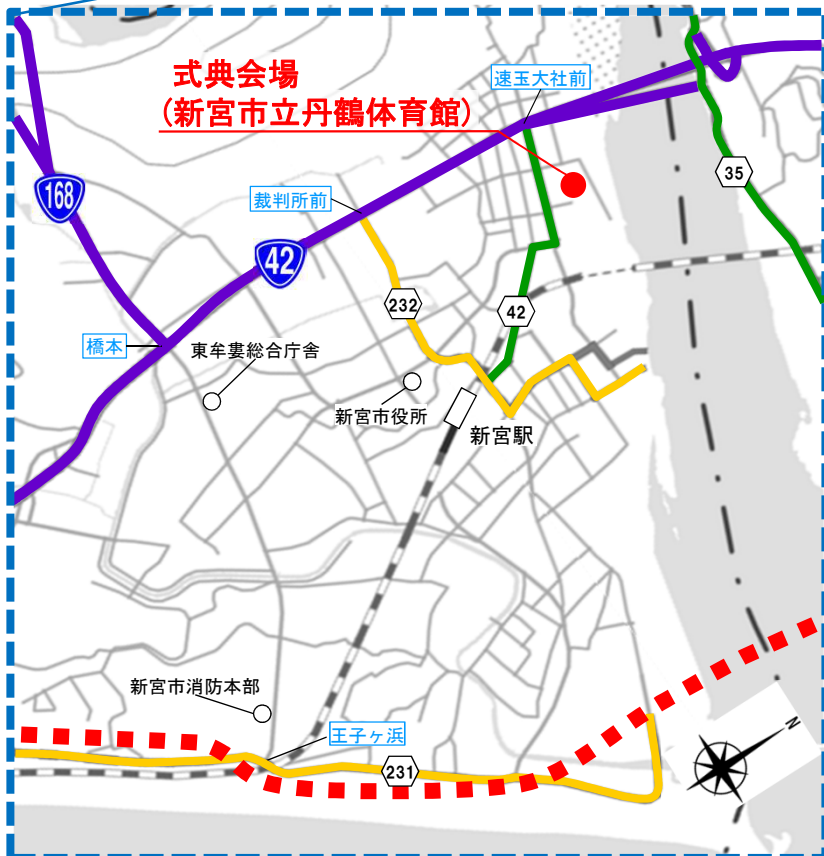 式典会場
(新宮市立丹鶴体育館)
速玉大社前
35
168
裁判所前
42
232
42
橋本
東牟婁総合庁舎
新宮市役所
新宮駅
新宮市消防本部
王子ヶ浜
231
N